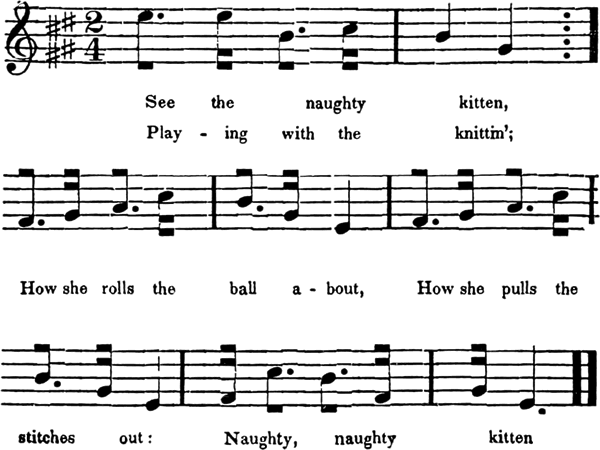 2
4
See the naughty kitten,
Play - ing with the knittin';
How she rolls the ball a - bout, How she pulls the
stitches out: Naughty, naughty kitten